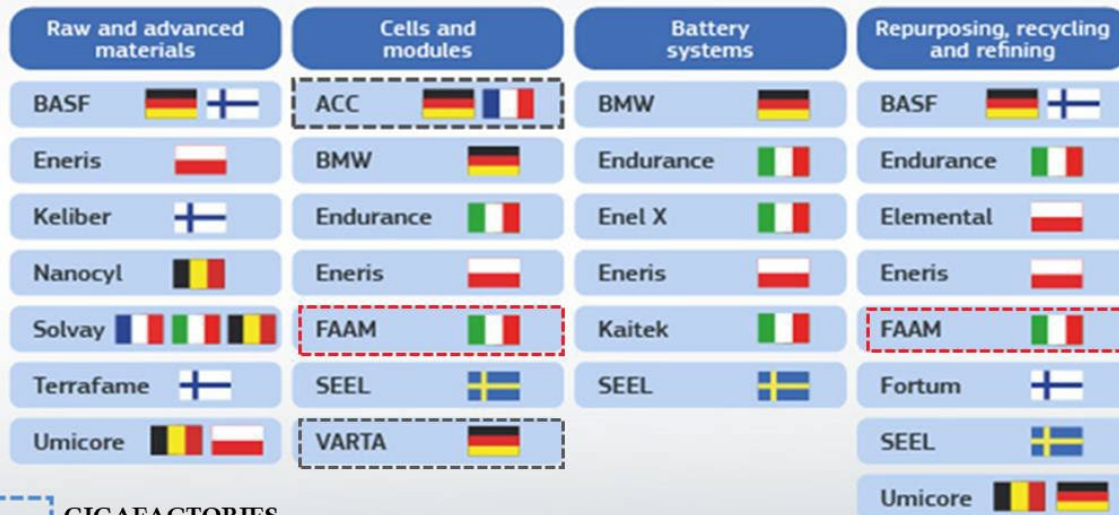 Raw and advanced
materials
BASF
Eneris
Keliber
Nanocyl
Solvay
Terrafame
Umicore
Cells and
modules
ACC
BMW
Endurance
Eneris
FAAM
SEEL
VARTA
Battery
systems
BMW
Endurance
Enel X
Eneris
Kaitek
SEEL
Repurposing, recycling
and refining
BASF
Endurance
Elemental
Eneris
FAAM
Fortum
SEEL
Umicore
GIGAFACTORIES